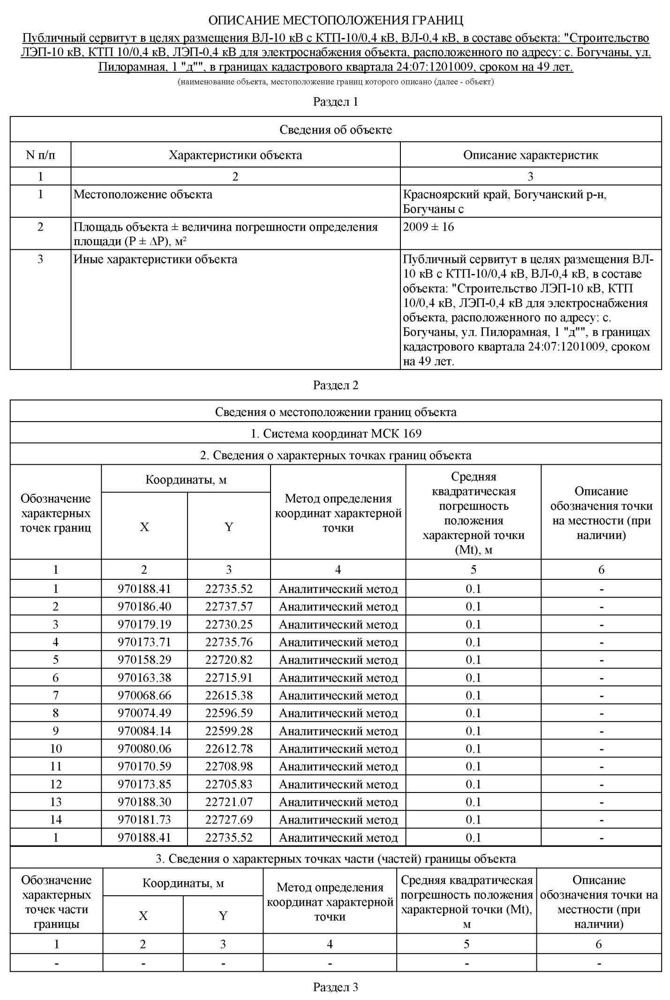 ОПИСАНИЕ МЕСТОПОЛОЖЕНИЯ ГРАНИЦ
Публичный сервитут в целях размещения ВЛ-10 кВ с КТП-10/0,4 кВ, ВЛ-0,4 кВ, в составе объекта: "Строительство
ЛЭП-10 кВ, КТП 10/0,4 кВ, ЛЭП-0,4 кВ для электроснабжения объекта, расположенного по адресу: с. Богучаны, ул.
Пилорамная, 1 "д"", в границах кадастрового квартала 24:07:1201009, сроком на 49 лет.
(наименование объекта, местоположение границ которого описано (далее - объект)
Раздел 1
Сведения об объекте
N п/п Характеристики объекта Описание характеристик
1 2 3
1 Местоположение объекта Красноярский край, Богучанский р-н,
Богучаны с
2 Площадь объекта ± величина погрешности определения 2009 ± 16
площади (P ± ΔP), м²
3 Иные характеристики объекта Публичный сервитут в целях размещения ВЛ-
10 кВ с КТП-10/0,4 кВ, ВЛ-0,4 кВ, в составе
объекта: "Строительство ЛЭП-10 кВ, КТП
10/0,4 кВ, ЛЭП-0,4 кВ для электроснабжения
объекта, расположенного по адресу: с.
Богучаны, ул. Пилорамная, 1 "д"", в границах
кадастрового квартала 24:07:1201009, сроком
на 49 лет.
Раздел 2
Сведения о местоположении границ объекта
1. Система координат МСК 169
2. Сведения о характерных точках границ объекта
Обозначение
характерных
точек границ
Координаты, м
X Y
Метод определения
координат характерной
точки
Средняя
квадратическая
погрешность
положения
характерной точки
(Mt), м
Описание
обозначения точки
на местности (при
наличии)
1 2 3 4 5 6
1 970188.41 22735.52 Аналитический метод 0.1 -
2 970186.40 22737.57 Аналитический метод 0.1 -
3 970179.19 22730.25 Аналитический метод 0.1 -
4 970173.71 22735.76 Аналитический метод 0.1 -
5 970158.29 22720.82 Аналитический метод 0.1 -
6 970163.38 22715.91 Аналитический метод 0.1 -
7 970068.66 22615.38 Аналитический метод 0.1 -
8 970074.49 22596.59 Аналитический метод 0.1 -
9 970084.14 22599.28 Аналитический метод 0.1 -
10 970080.06 22612.78 Аналитический метод 0.1 -
11 970170.59 22708.98 Аналитический метод 0.1 -
12 970173.85 22705.83 Аналитический метод 0.1 -
13 970188.30 22721.07 Аналитический метод 0.1 -
14 970181.73 22727.69 Аналитический метод 0.1 -
1 970188.41 22735.52 Аналитический метод 0.1 -
3. Сведения о характерных точках части (частей) границы объекта
Обозначение
характерных
точек части
границы
Координаты, м
X Y
Метод определения
координат характерной
точки
Средняя квадратическая
погрешность положения
характерной точки (Mt),
м
Описание
обозначения точки на
местности (при
наличии)
1 2 3 4 5 6
- - - - - -
Раздел 3